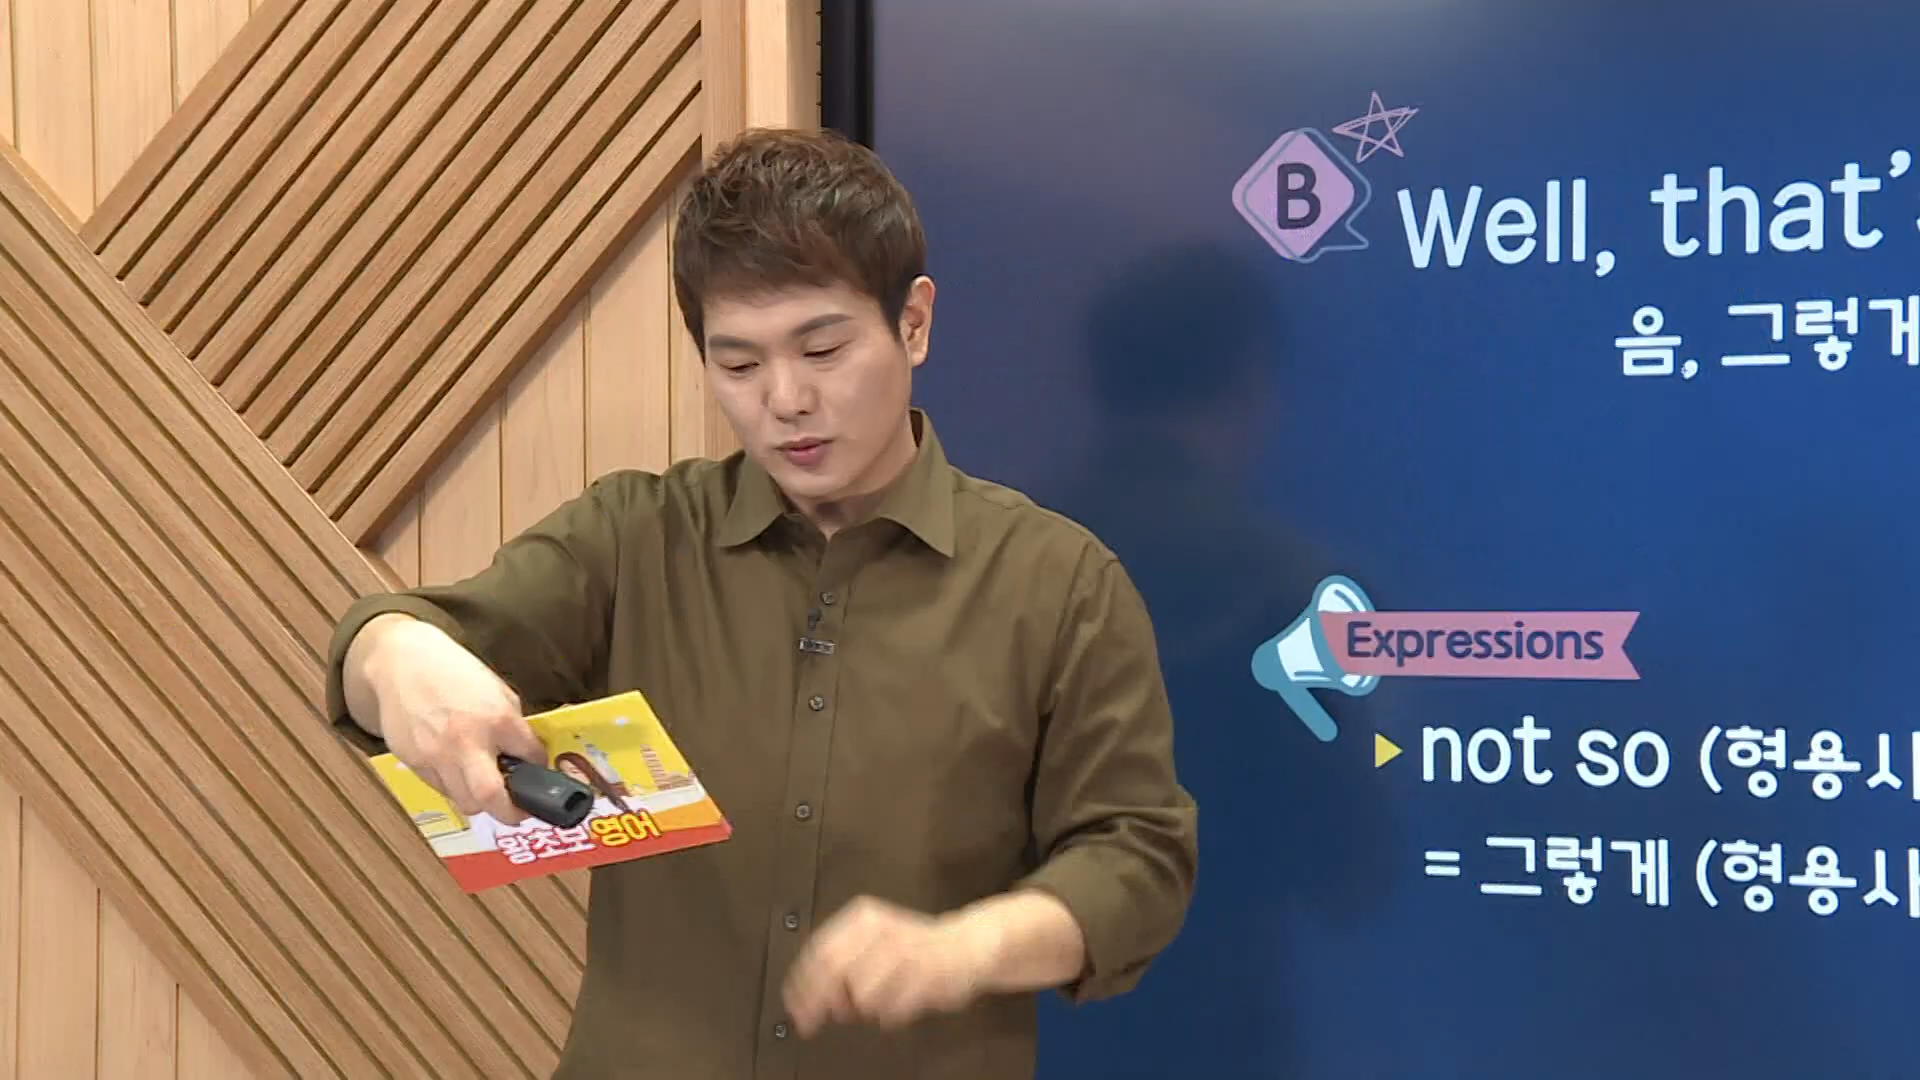 B
Well, that's
음, 그렇게
Expressions
not so (형용사
= 그렇게 (형용사
왕초보영어